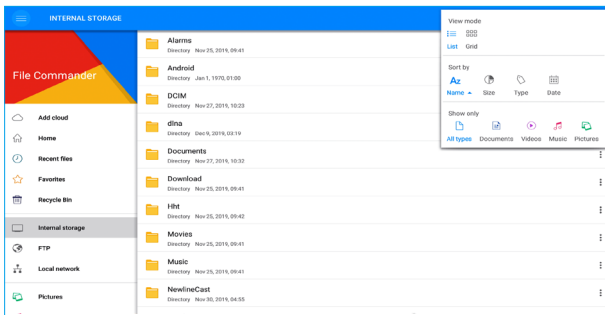 INTERNAL STORAGE
File Commander
Add cloud
Home
Recent files
Favorites
Recycle Bin
Internal storage
FTP
Local network
Pictures
Alarms
Directory Nov 25, 2019, 09:41
Android
Directory Jan 1, 1970, 01:00
DCIM
Directory Nov 27, 2019, 10:23
dlna
Directory Dec 9, 2019, 03:19
Documents
Directory Nov 27, 2019, 10:32
Download
Directory Nov 25, 2019, 09:41
Hht
Directory Nov 25, 2019, 09:42
Movies
Directory Nov 25, 2019, 09:41
Music
Directory Nov 25, 2019, 09:41
NewlineCast
Directory Nov 30, 2019, 04:55
View mode
List Grid
Sort by
Az
Name Size Type Date
Show only
All types Documents Videos Music Pictures